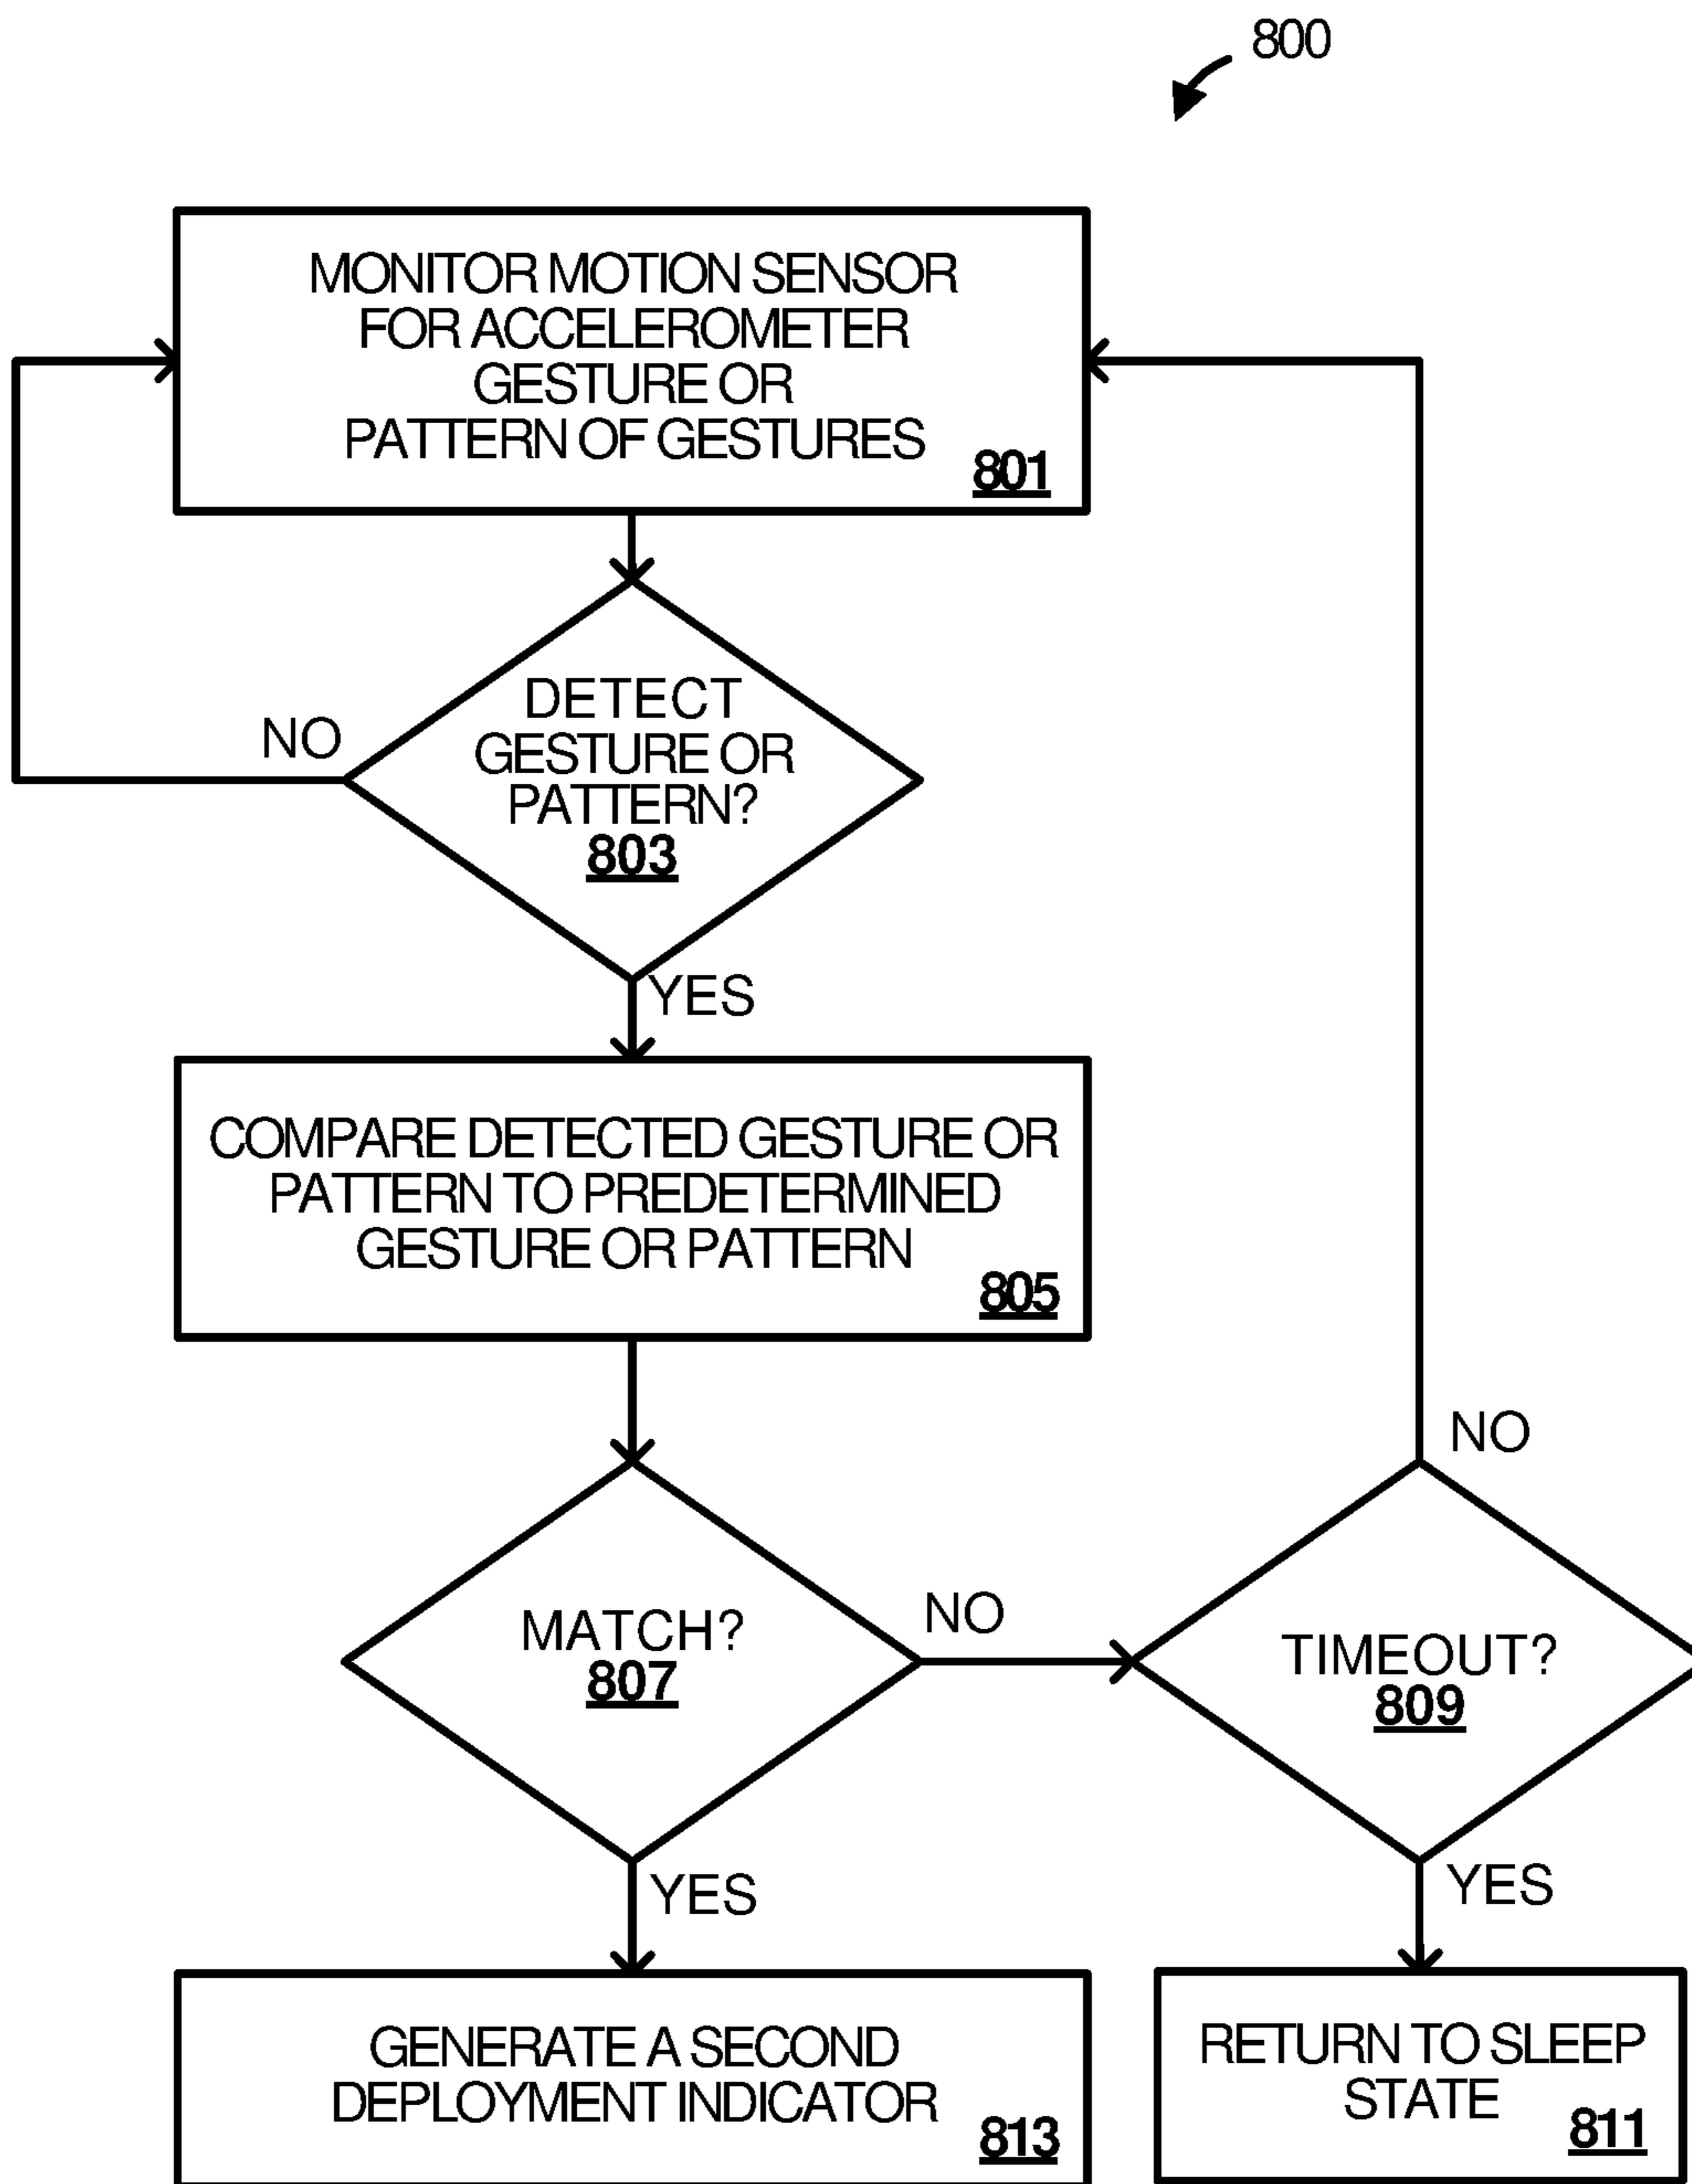 800
MONITOR MOTION SENSOR
FOR ACCELEROMETER
GESTURE OR
PATTERN OF GESTURES
801
DETECT
GESTURE OR
PATTERN?
803
NO
YES
COMPARE DETECTED GESTURE OR
PATTERN TO PREDETERMINED
GESTURE OR PATTERN
805
MATCH?
807
NO
TIMEOUT?
809
NO
YES
YES
GENERATE A SECOND
DEPLOYMENT INDICATOR
813
RETURN TO SLEEP
STATE
811